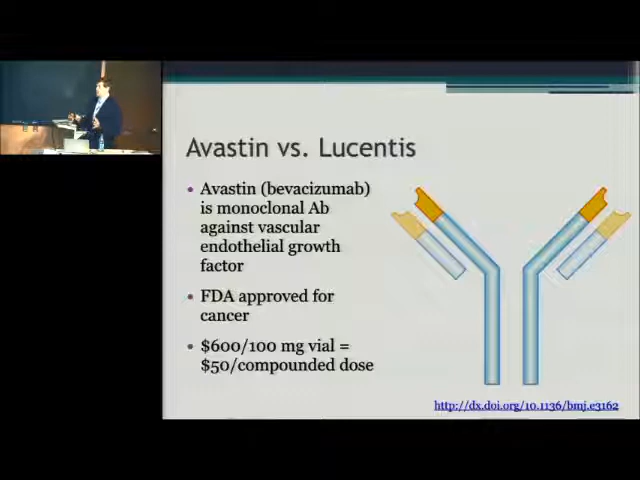 Avastin vs. Lucentis
• Avastin (bevacizumab)
is monoclonal Ab
against vascular
endothelial growth
factor
• FDA approved for
cancer
• $600/100 mg vial =
$50/compounded dose
http://dx.doi.org/10.1136/bmj.e3162